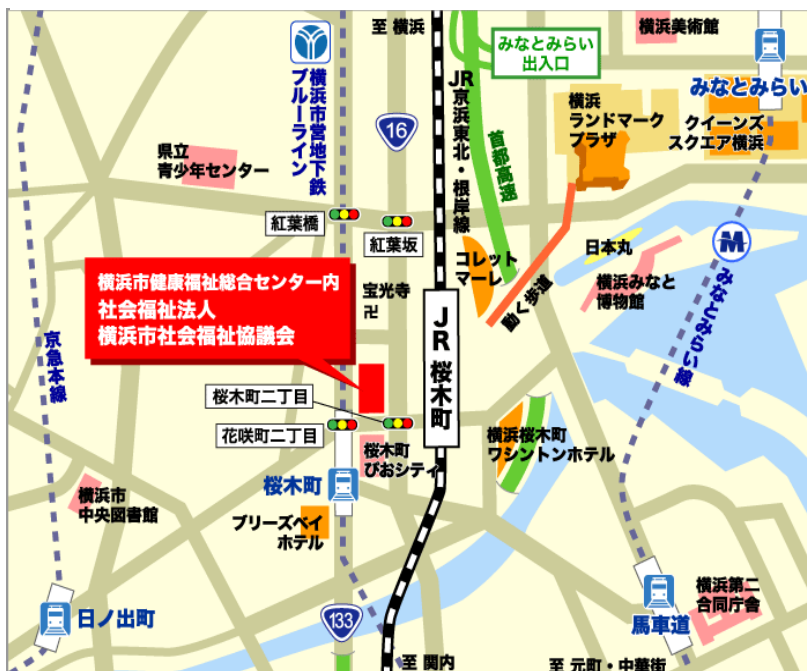 至 横浜
横浜美術館
みなとみらい
出入口
みなとみらい
横浜市営地下鉄
ブルーライン
16
JR京浜東北・根岸線
首都高速
横浜
ランドマーク
プラザ
クイーンズ
スクエア横浜
県立
青少年センター
紅葉橋
紅葉坂
コレット
マーレ
日本丸
M
横浜みなと
博物館
動く歩道
みなとみらい線
横浜市健康福祉総合センター内
社会福祉法人
横浜市社会福祉協議会
宝光寺
卍
JR 桜木町
京急本線
桜木町二丁目
花咲町二丁目
桜木町
ぴおシティ
横浜桜木町
ワシントンホテル
桜木町
横浜市
中央図書館
ブリーズベイ
ホテル
日ノ出町
133
馬車道
横浜第二
合同庁舎
至 関内
至 元町・中華街